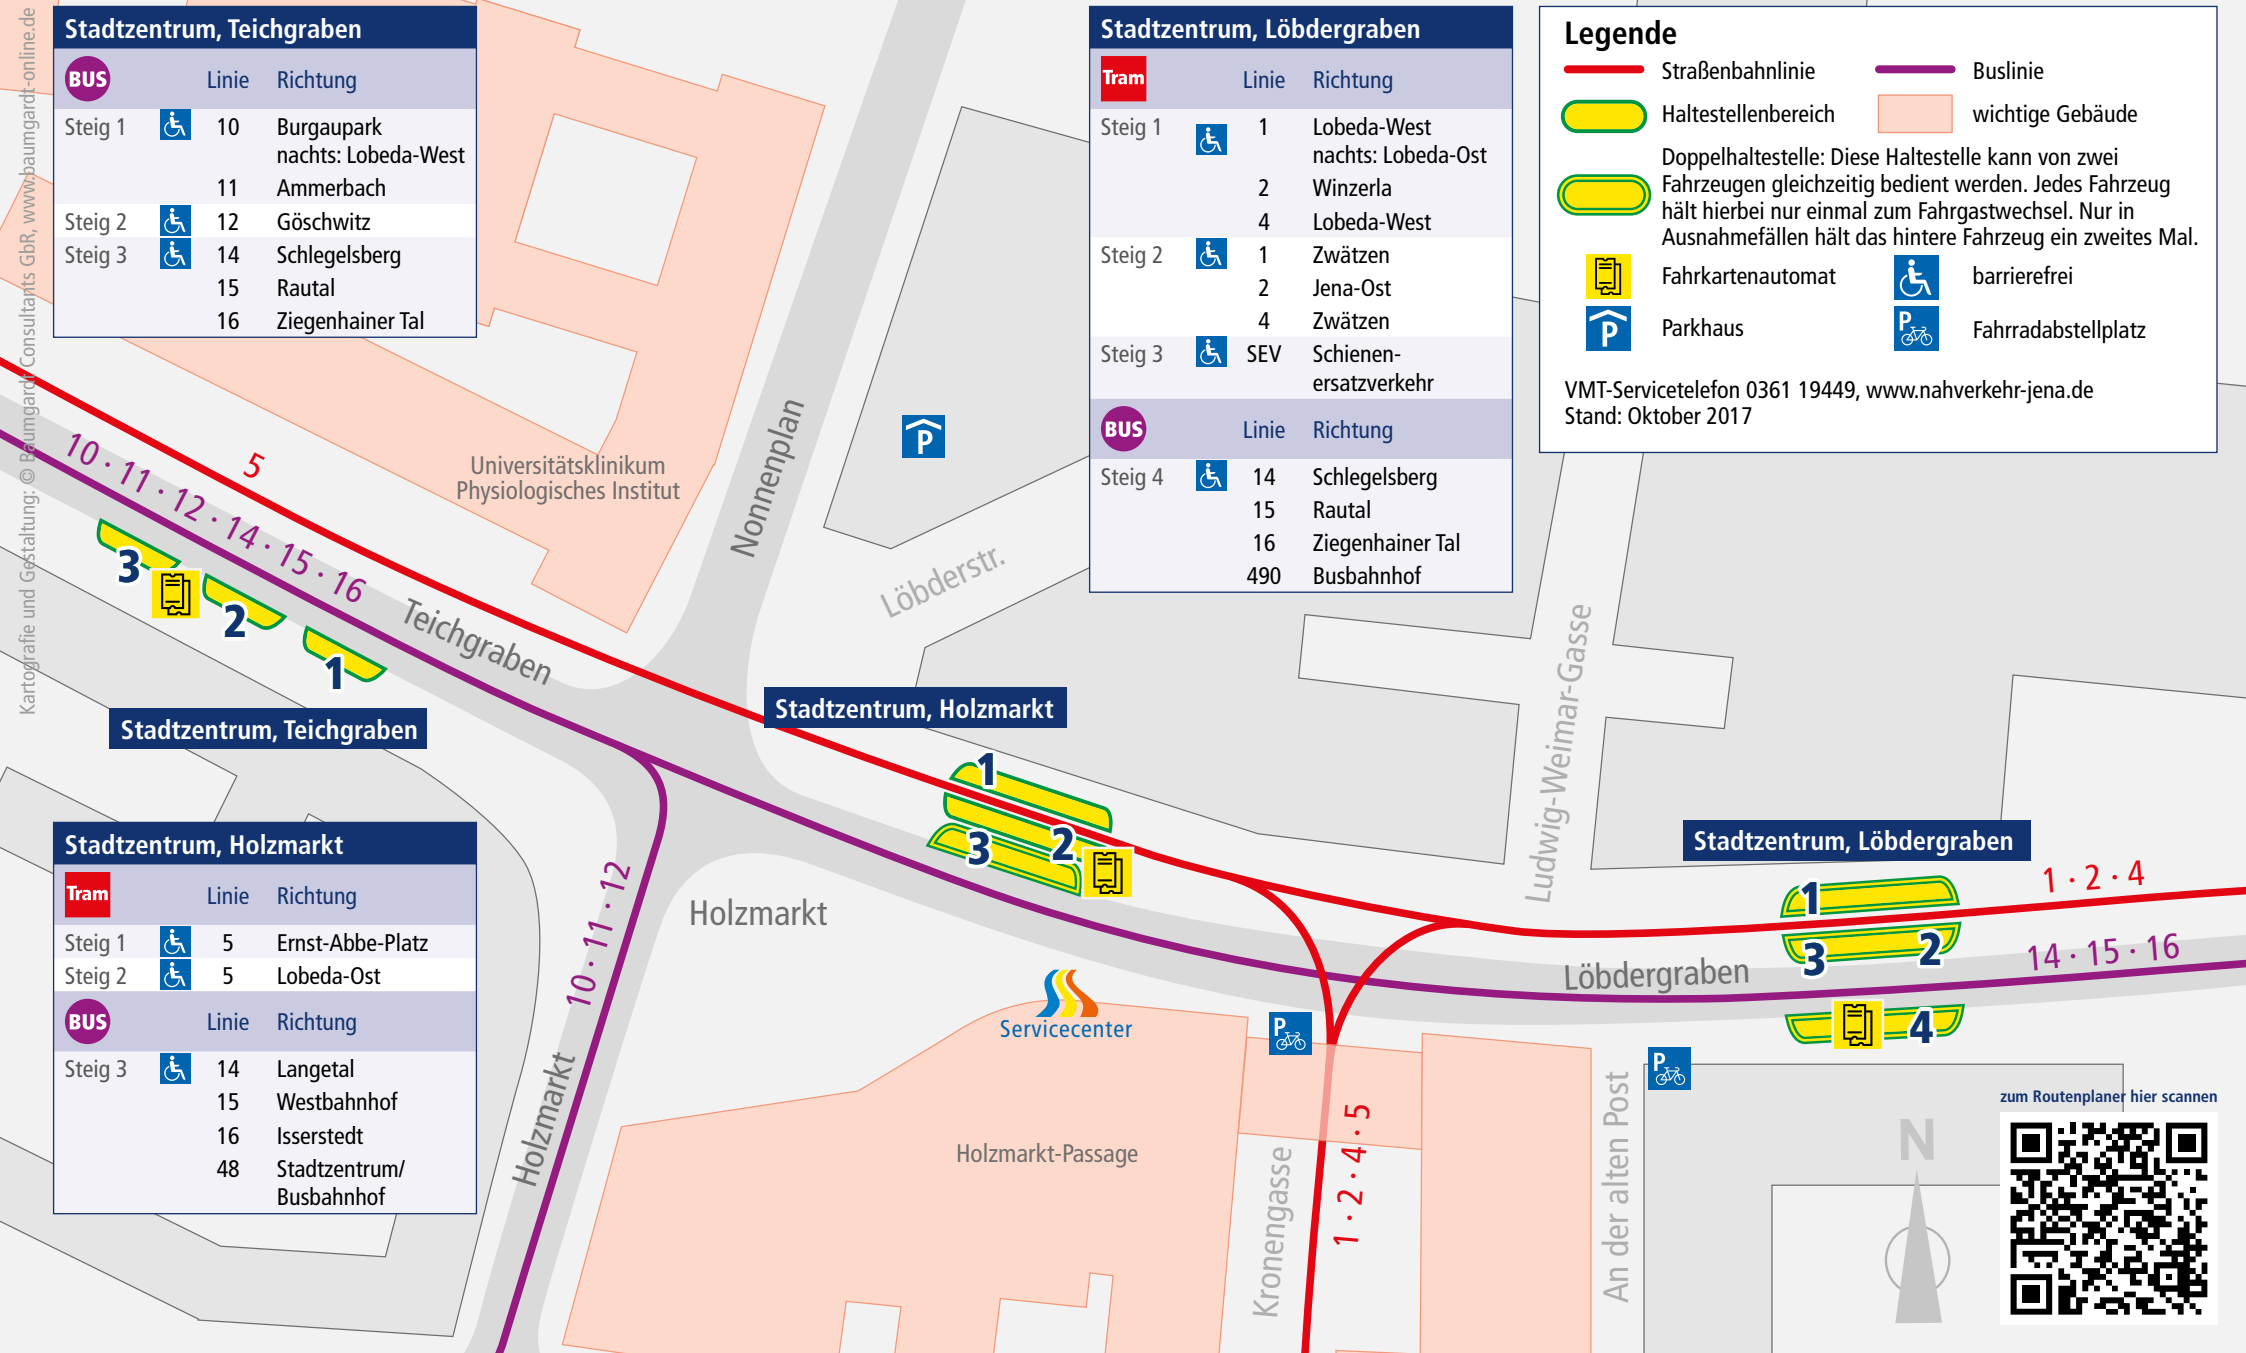 Stadtzentrum, Teichgraben
BUS Linie Richtung
Steig 1 10 Burgaupark
nachts: Lobeda-West
11 Ammerbach
Steig 2 12 Göschwitz
Steig 3 14 Schlegelsberg
15 Rautal
16 Ziegenhainer Tal
Stadtzentrum, Löbdergraben
Tram Linie Richtung
Steig 1 1 Lobeda-West
nachts: Lobeda-Ost
2 Winzerla
4 Lobeda-West
Steig 2 1 Zwätzen
2 Jena-Ost
4 Zwätzen
Steig 3 SEV Schienen-
ersatzverkehr
BUS Linie Richtung
Steig 4 14 Schlegelsberg
15 Rautal
16 Ziegenhainer Tal
490 Busbahnhof
Legende
Straßenbahnlinie
Buslinie
Haltestellenbereich
wichtige Gebäude
Doppelhaltestelle: Diese Haltestelle kann von zwei
Fahrzeugen gleichzeitig bedient werden. Jedes Fahrzeug
hält hierbei nur einmal zum Fahrgastwechsel. Nur in
Ausnahmefällen hält das hintere Fahrzeug ein zweites Mal.
Fahrkartenautomat
barrierefrei
P Parkhaus
P Fahrradabstellplatz
VMT-Servicetelefon 0361 19449, www.nahverkehr-jena.de
Stand: Oktober 2017
Kartografie und Gestaltung: © Baumgardt Consultants GbR, www.baumgardt-online.de
5
10 · 11 · 12 · 14 · 15 · 16
Universitätsklinikum
Physiologisches Institut
Nonnenplan
P
Löbderstr.
Teichgraben
3
2
1
Stadtzentrum, Teichgraben
Stadtzentrum, Holzmarkt
1
2
3
Ludwig-Weimar-Gasse
Stadtzentrum, Löbdergraben
1
3
2
4
1 · 2 · 4
14 · 15 · 16
Löbdergraben
Holzmarkt
10 · 11 · 12
Holzmarkt
Servicecenter
P
P
Holzmarkt-Passage
Kronengasse
1 · 2 · 4 · 5
An der alten Post
Stadtzentrum, Holzmarkt
Tram Linie Richtung
Steig 1 5 Ernst-Abbe-Platz
Steig 2 5 Lobeda-Ost
BUS Linie Richtung
Steig 3 14 Langetal
15 Westbahnhof
16 Isserstedt
48 Stadtzentrum/
Busbahnhof
zum Routenplaner hier scannen
N